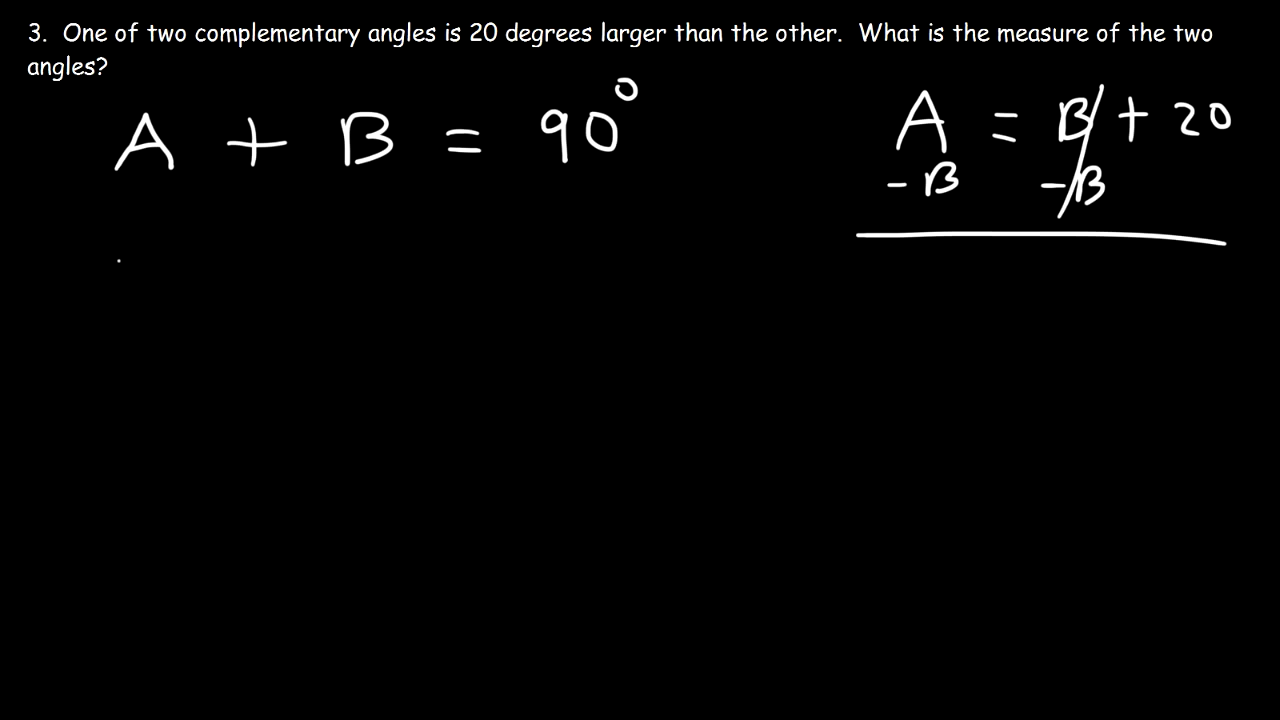 3. One of two complementary angles is 20 degrees larger than the other. What is the measure of the two
angles?
A + B = 90°
A = B + 20
-B -B